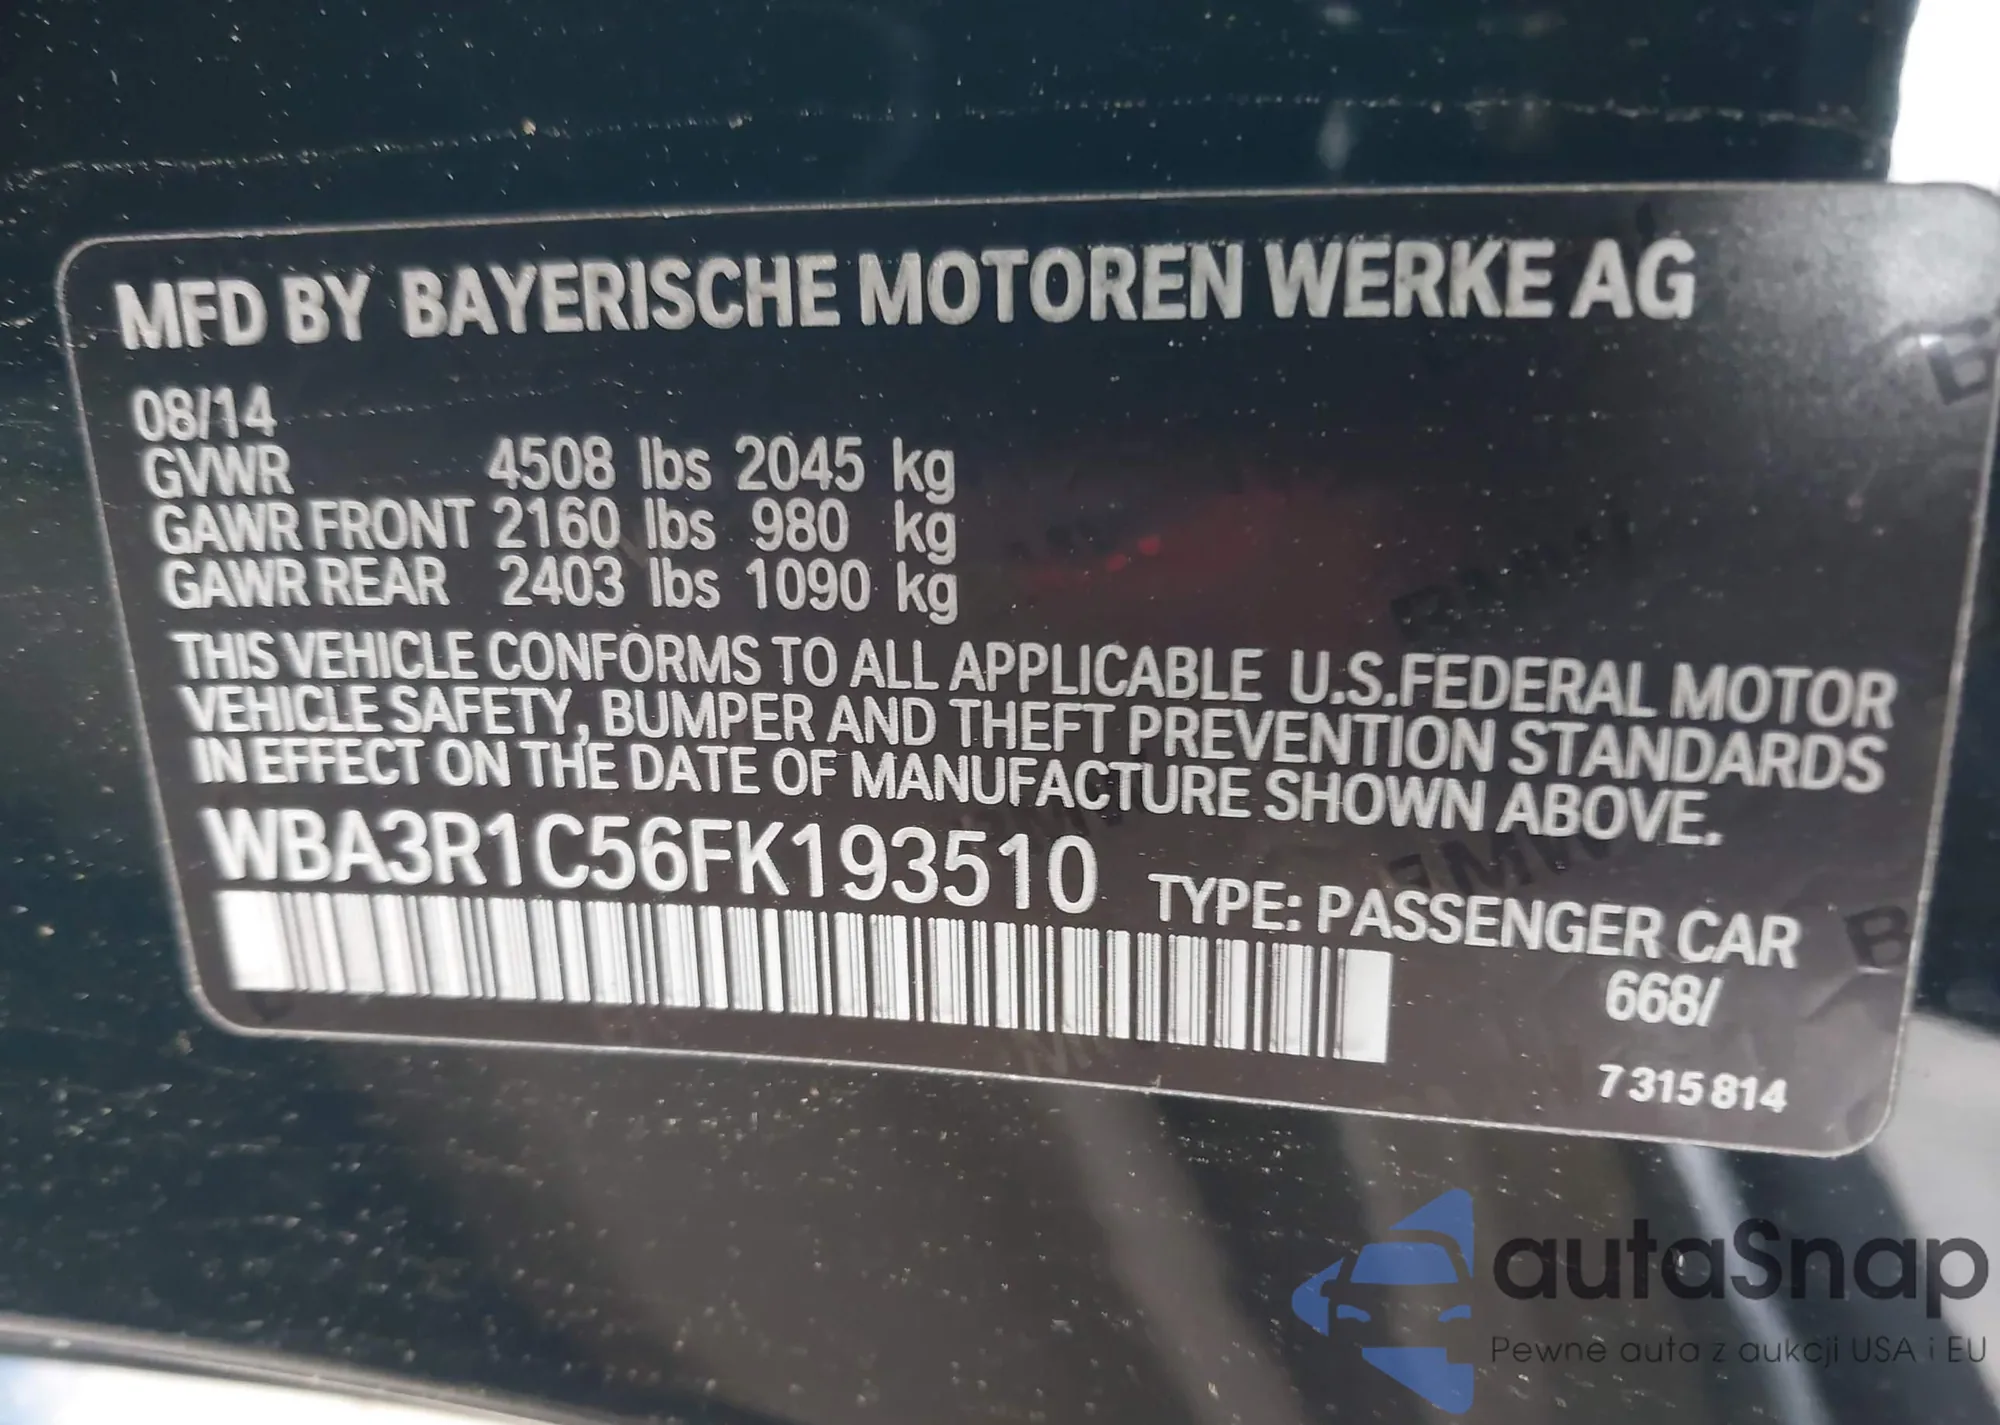 MFD BY BAYERISCHE MOTOREN WERKE AG
08/14
GVWR 4508 lbs 2045 kg
GAWR FRONT 2160 lbs 980 kg
GAWR REAR 2403 lbs 1090 kg
THIS VEHICLE CONFORMS TO ALL APPLICABLE U.S.FEDERAL MOTOR
VEHICLE SAFETY, BUMPER AND THEFT PREVENTION STANDARDS
IN EFFECT ON THE DATE OF MANUFACTURE SHOWN ABOVE.
WBA3R1C56FK193510
TYPE: PASSENGER CAR
668/
7 315 814
autaSnap
Pewne auta z aukcji USA i EU